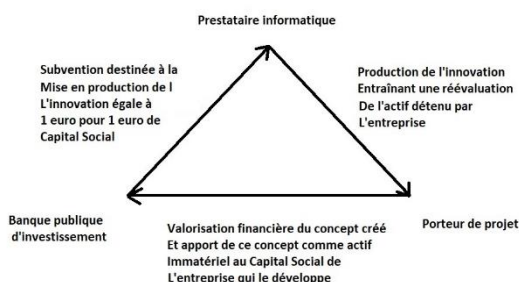 Prestataire informatique
Subvention destinée à la
Mise en production de l
L'innovation égale à
1 euro pour 1 euro de
Capital Social
Production de l'innovation
Entraînant une réévaluation
De l'actif détenu par
L'entreprise
Banque publique
d'investissement
Valorisation financière du concept créé
Et apport de ce concept comme actif
Immatériel au Capital Social de
L'entreprise qui le développe
Porteur de projet